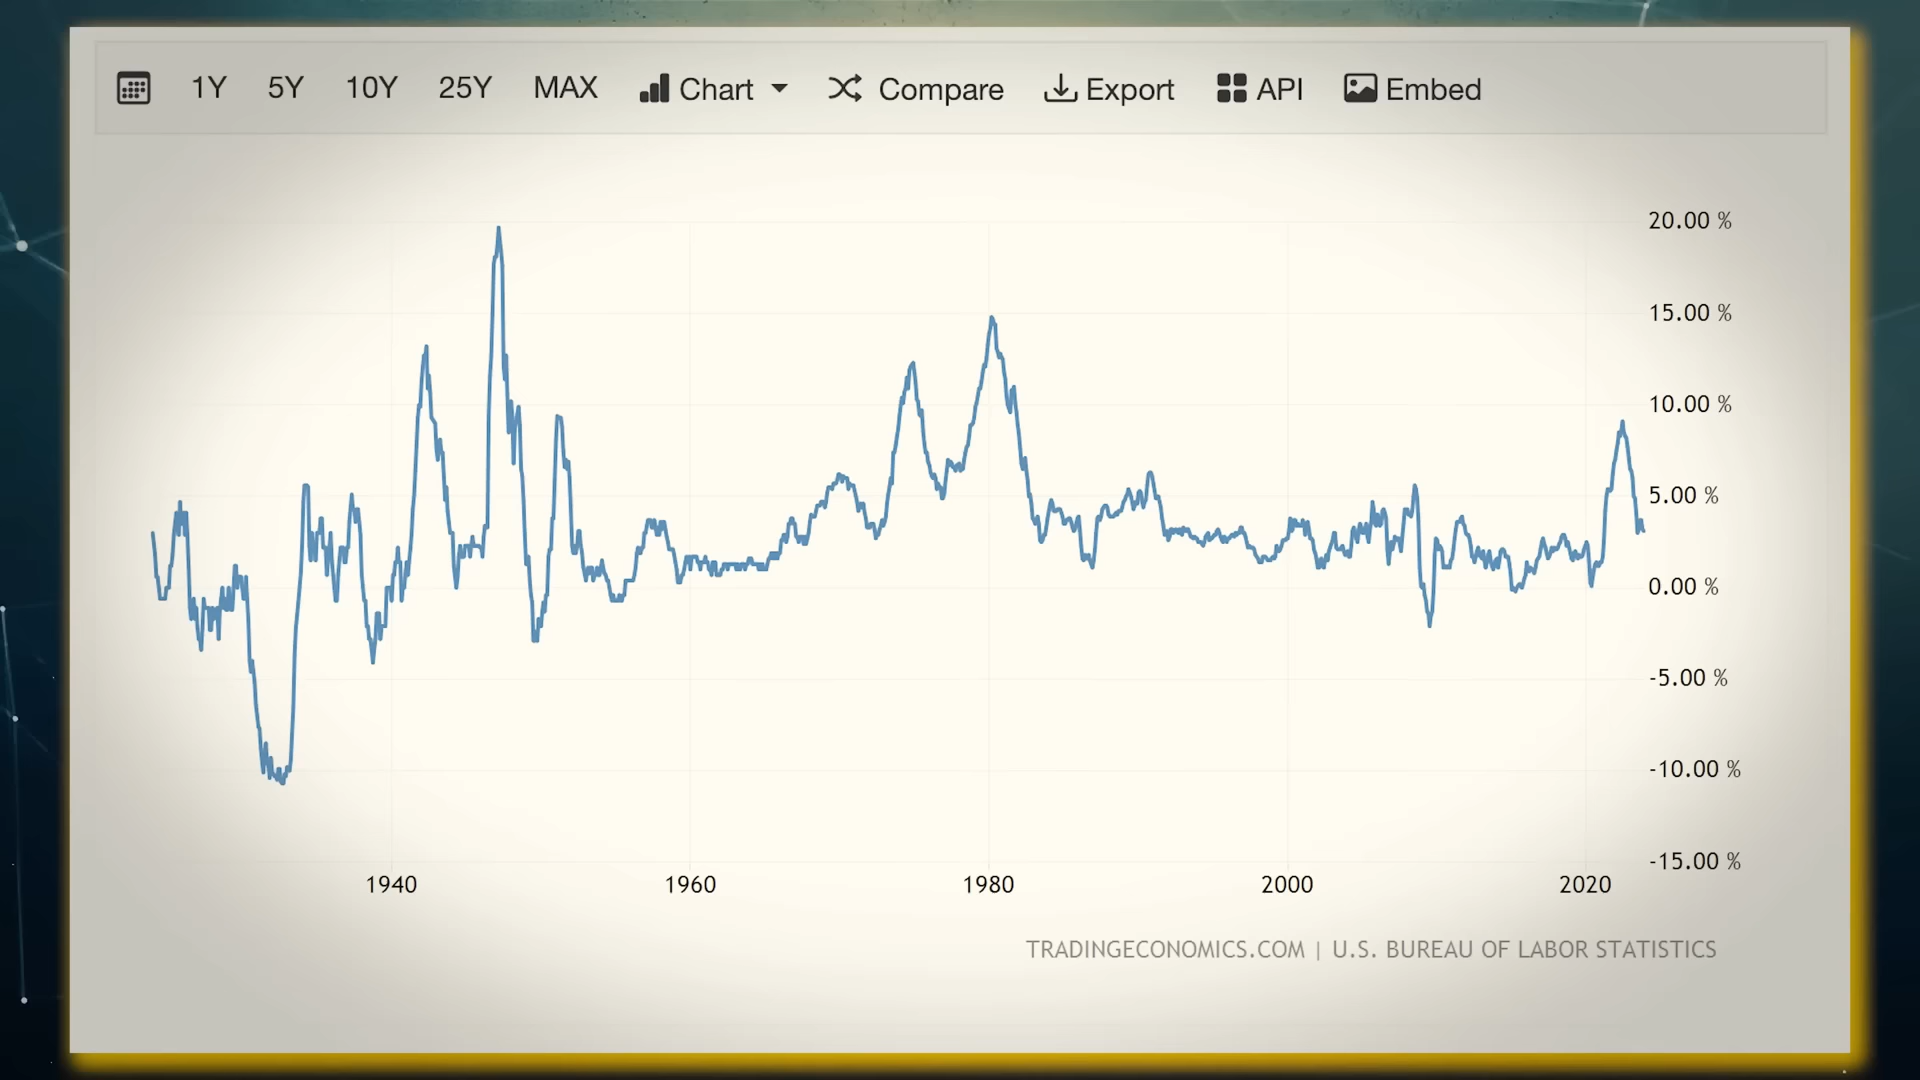 1Y 5Y 10Y 25Y MAX Chart Compare Export API Embed
20.00 %
15.00 %
10.00 %
5.00 %
0.00 %
-5.00 %
-10.00 %
-15.00 %
1940 1960 1980 2000 2020
TRADINGECONOMICS.COM | U.S. BUREAU OF LABOR STATISTICS